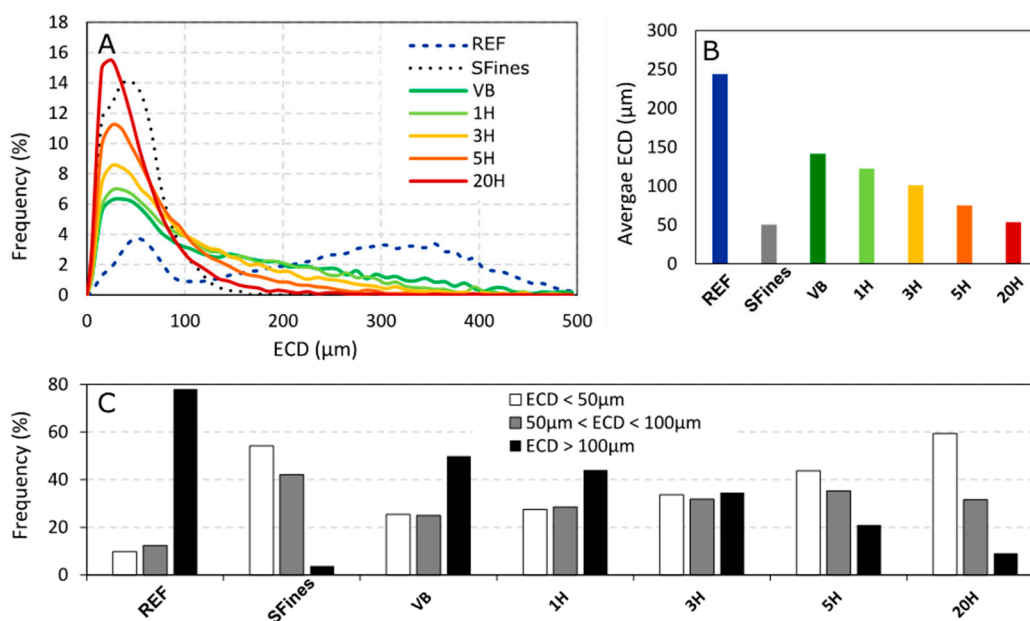 A
Frequency (%)
18
16
14
12
10
8
6
4
2
0
0 100 200 300 400 500
ECD (μm)
REF
SFines
VB
1H
3H
5H
20H
B
Avergae ECD (μm)
300
250
200
150
100
50
0
REF SFines VB 1H 3H 5H 20H
C
Frequency (%)
80
60
40
20
0
ECD < 50μm
50μm < ECD < 100μm
ECD > 100μm
REF SFines VB 1H 3H 5H 20H